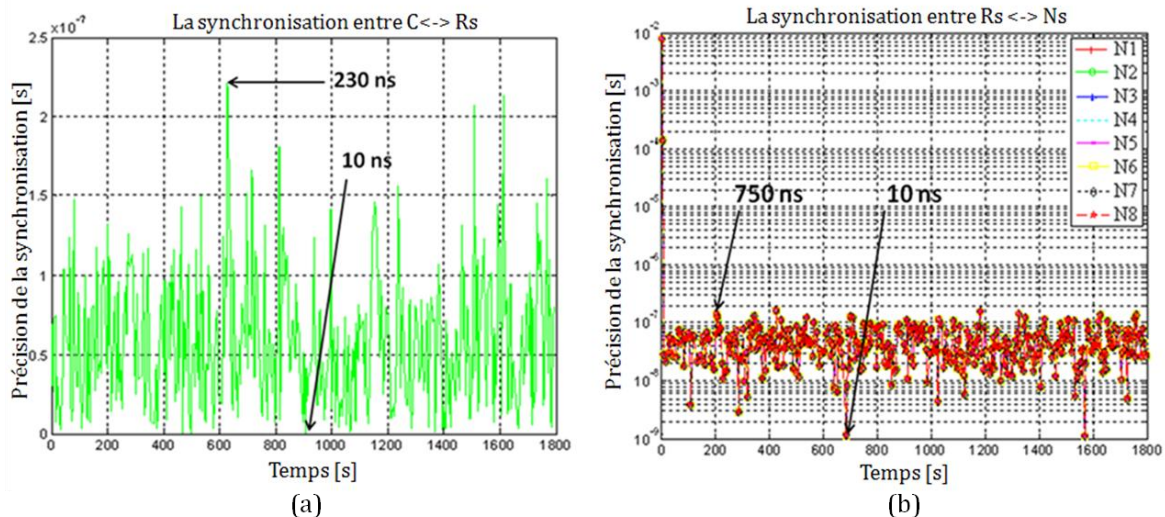 La synchronisation entre C<-> Rs
x10⁻⁷
2.5
2
1.5
1
0.5
0
Précision de la synchronisation [s]
230 ns
10 ns
0 200 400 600 800 1000 1200 1400 1600 1800
Temps [s]
(a)
La synchronisation entre Rs <-> Ns
10⁻²
10⁻³
10⁻⁴
10⁻⁵
10⁻⁶
10⁻⁷
10⁻⁸
10⁻⁹
Précision de la synchronisation [s]
N1
N2
N3
N4
N5
N6
N7
N8
750 ns
10 ns
0 200 400 600 800 1000 1200 1400 1600 1800
Temps [s]
(b)